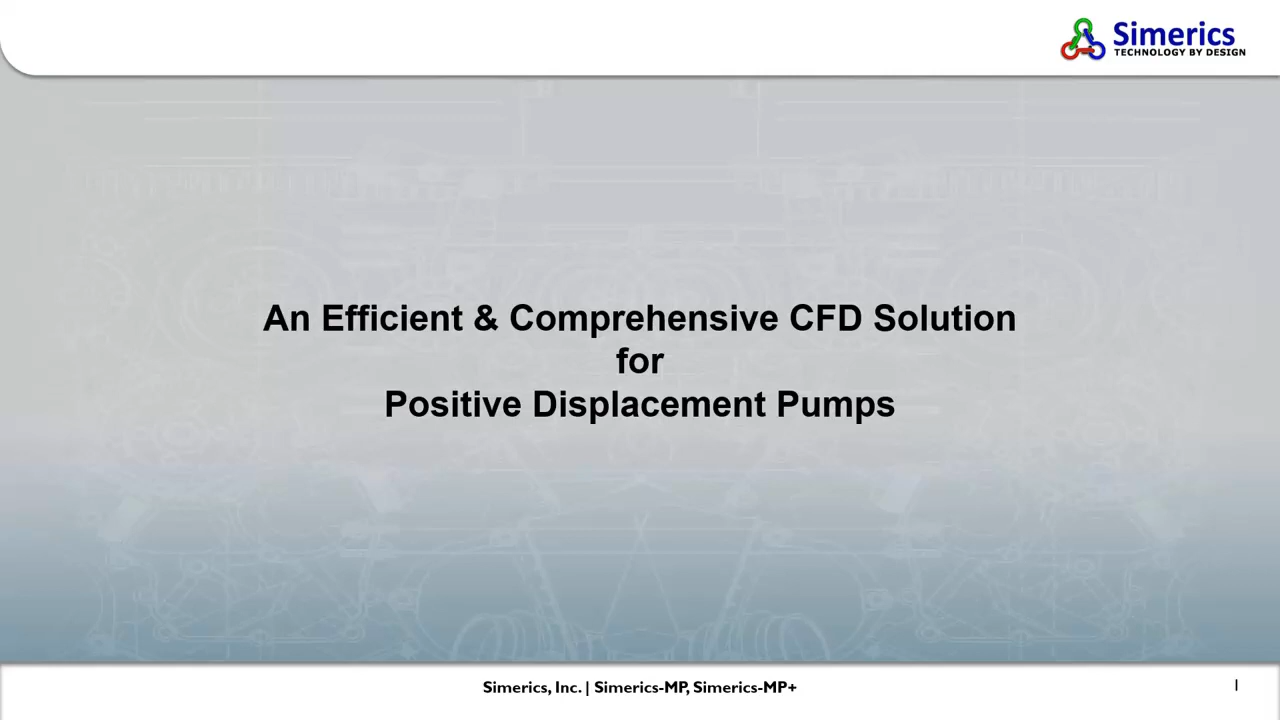 Simerics
TECHNOLOGY BY DESIGN
An Efficient & Comprehensive CFD Solution
for
Positive Displacement Pumps
Simerics, Inc. | Simerics-MP, Simerics-MP+
1